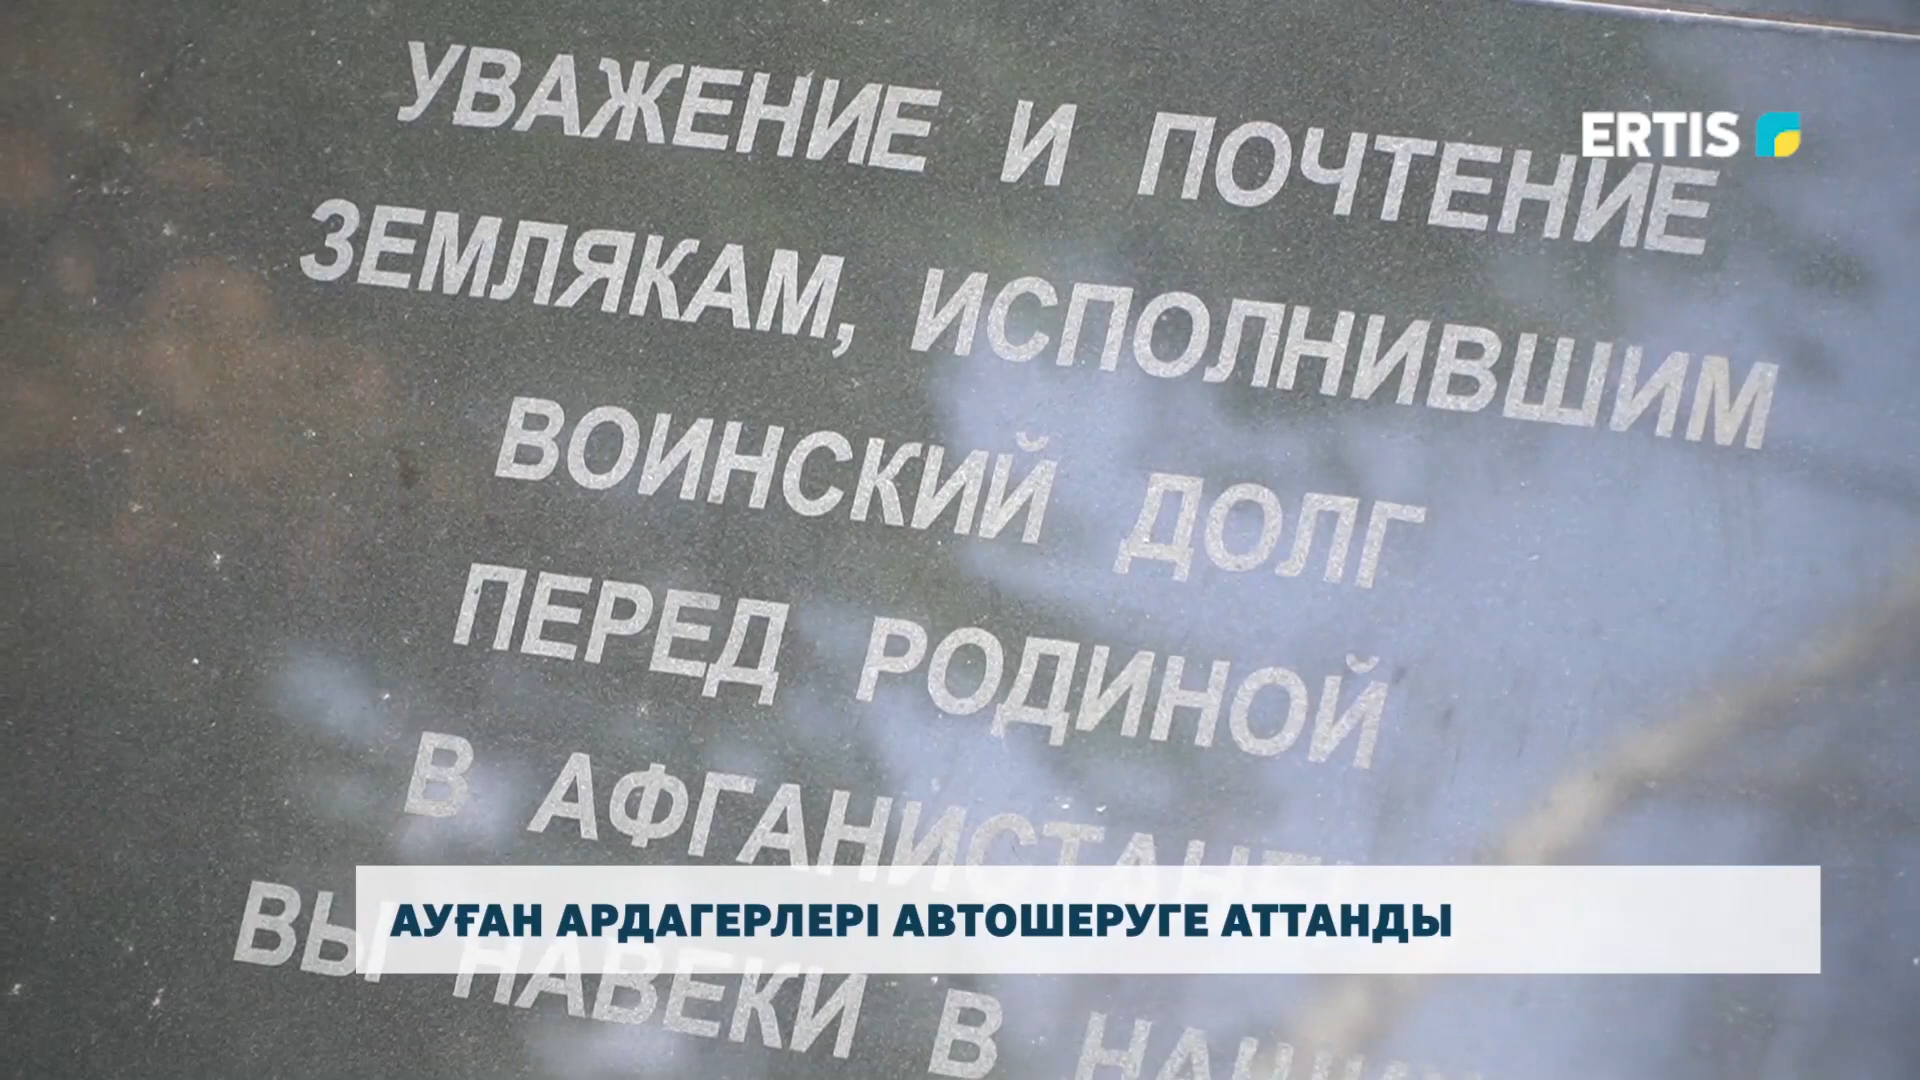 УВАЖЕНИЕ И ПОЧТЕНИЕ
ERTIS
ЗЕМЛЯКАМ, ИСПОЛНИВШИМ
ВОИНСКИЙ ДОЛГ
ПЕРЕД РОДИНОЙ
В АФГАНИСТАНЕ
АУҒАН АРДАГЕРЛЕРІ АВТОШЕРУГЕ АТТАНДЫ
ВЫ НАВЕКИ В